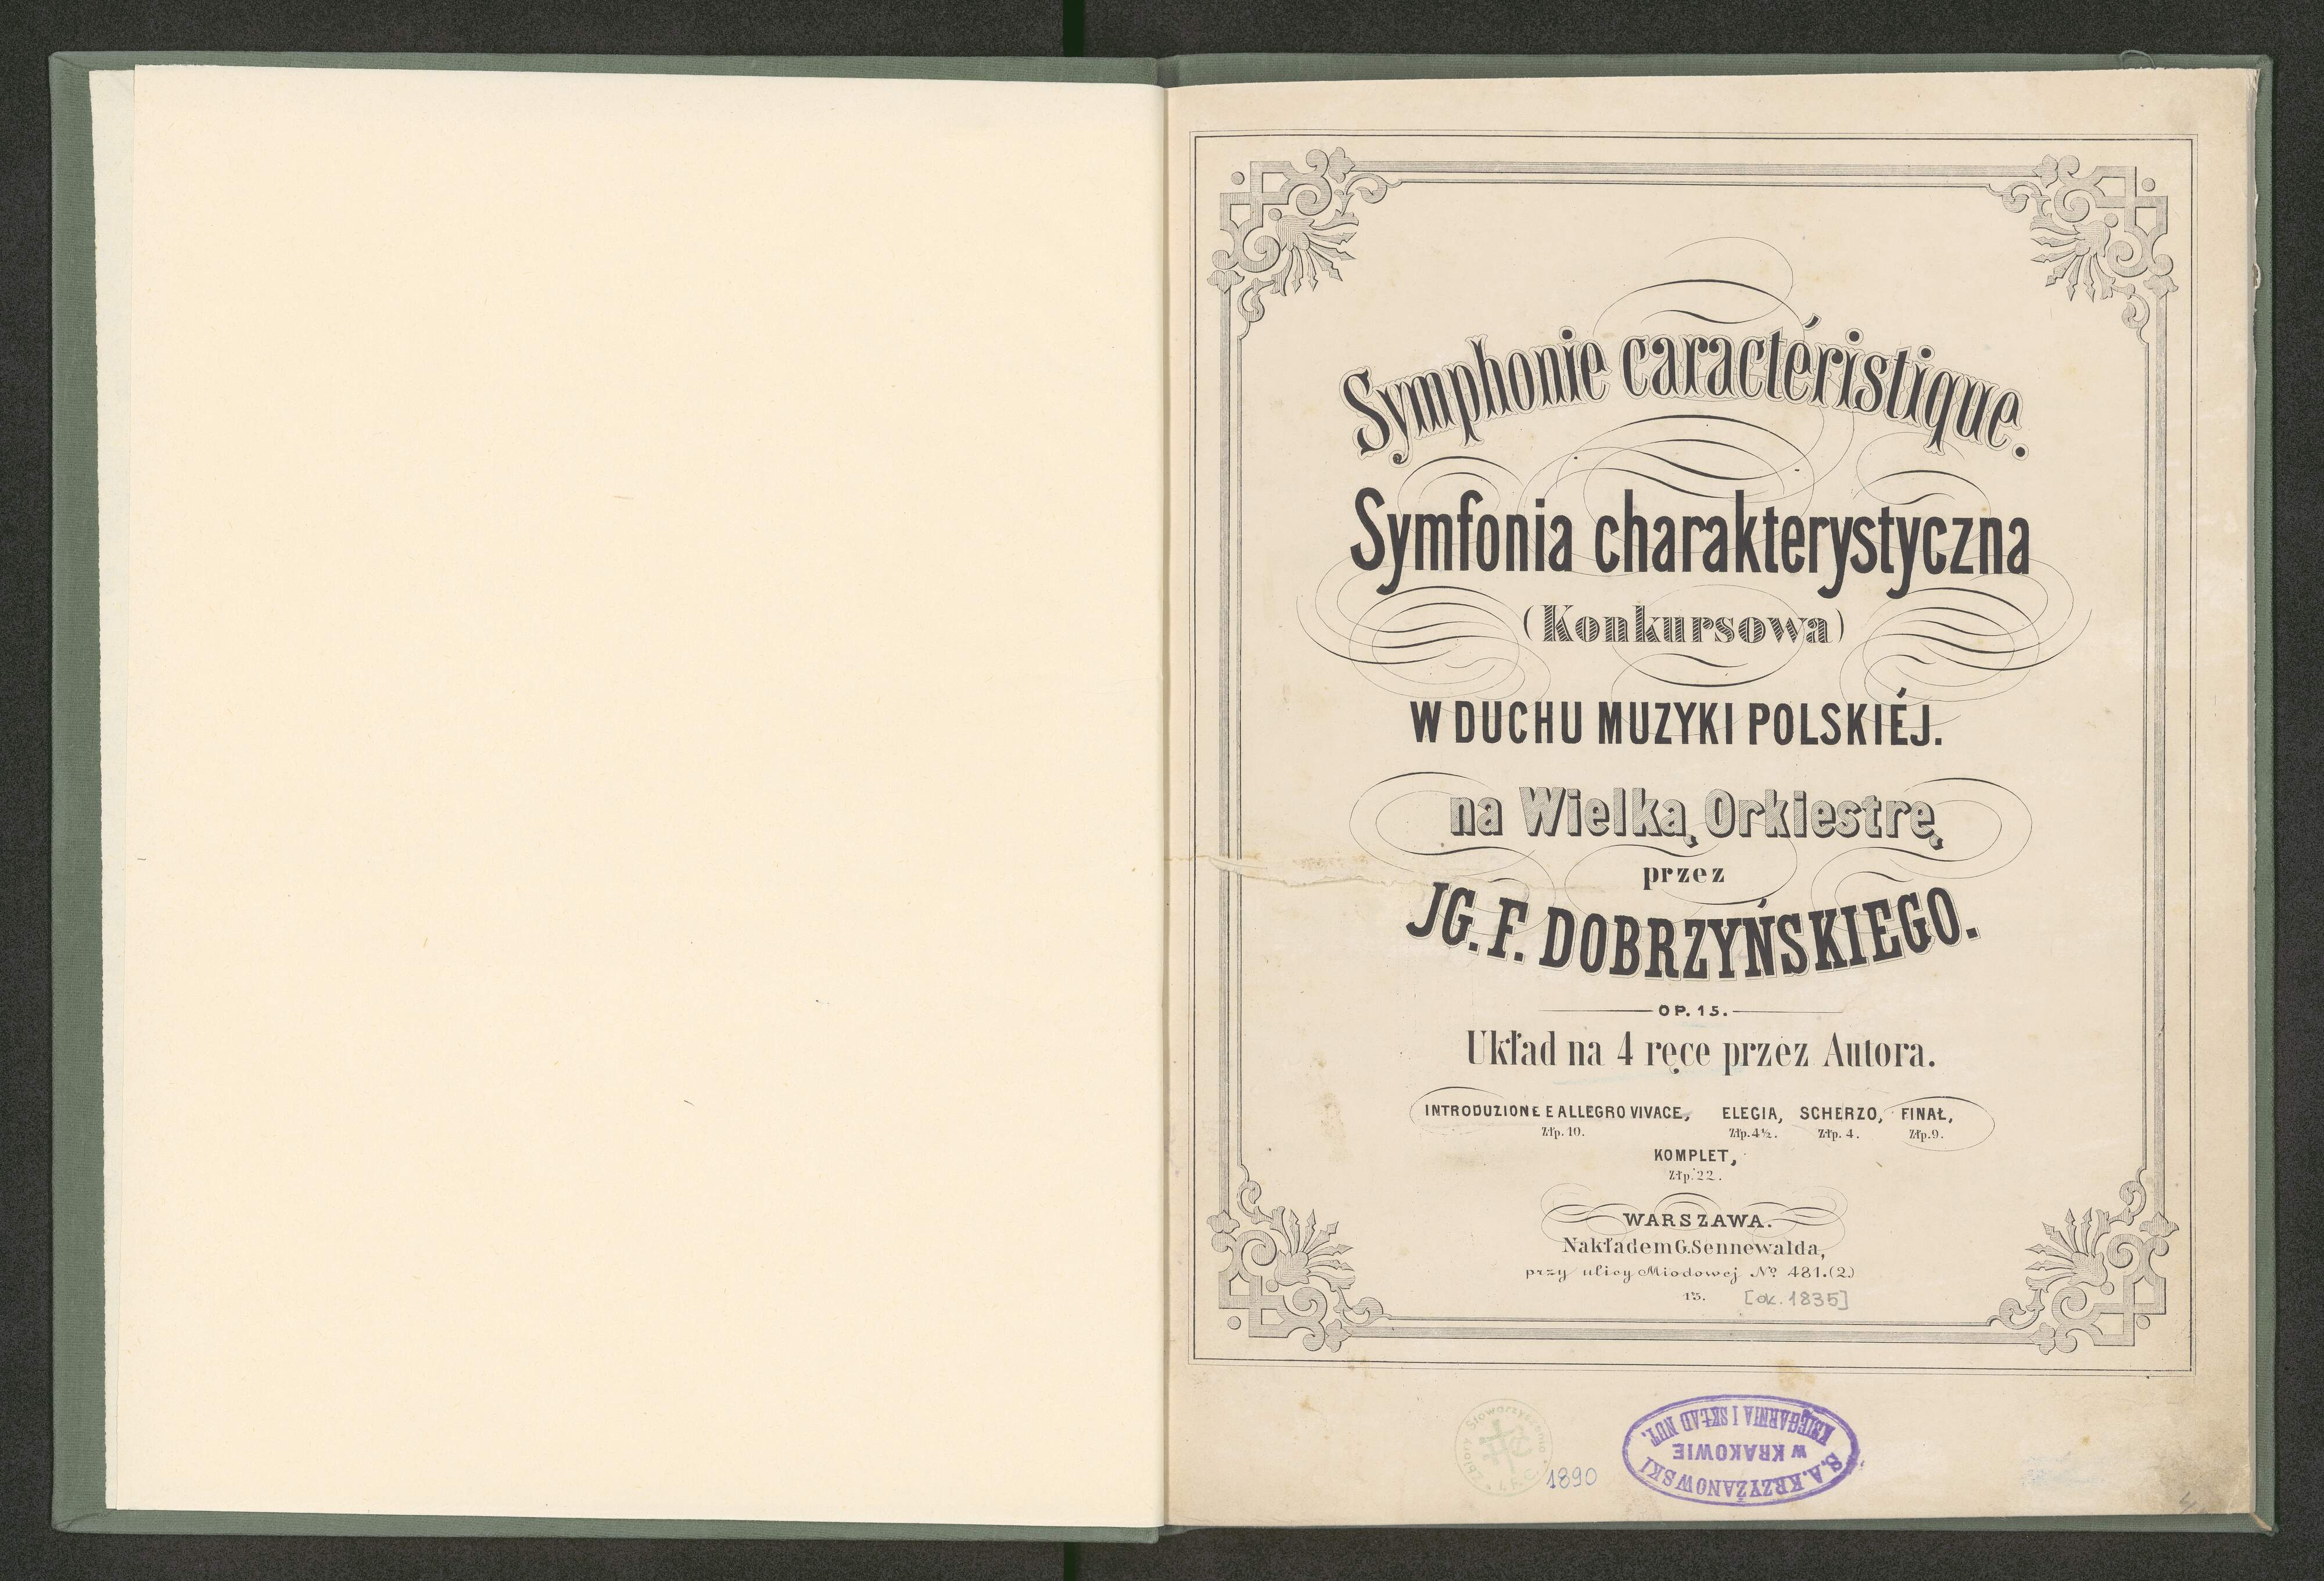 Symphonie caractéristique.
Symfonia charakterystyczna
(Konkursowa)
W DUCHU MUZYKI POLSKIÉJ.
na Wielką Orkiestrę
przez
JG. F. DOBRZYŃSKIEGO.
OP. 15.
Układ na 4 ręce przez Autora.
INTRODUZIONE E ALLEGRO VIVACE, ELEGIA, SCHERZO, FINAŁ,
Złp. 10. Złp. 4½. Złp. 4. Złp. 9.
KOMPLET,
Złp. 22.
WARSZAWA.
Nakładem G. Sennewalda,
przy ulicy Miodowej No. 481. (2.)
15. [ok. 1835]
Zbiory Stowarzyszenia
1890
S. A. KRZYŻANOWSKI
W KRAKOWIE
KSIĘGARNIA I SKŁAD NUT.